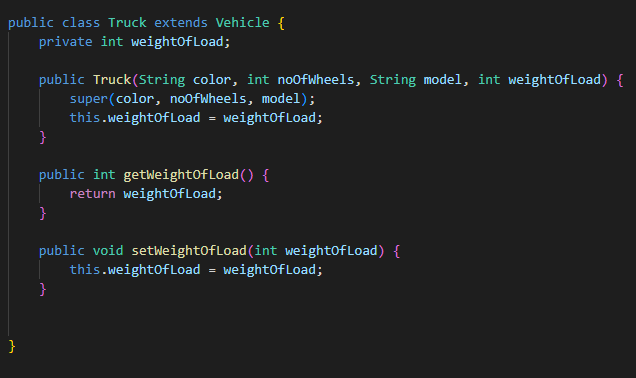 public class Truck extends Vehicle {
    private int weightOfLoad;

    public Truck(String color, int noOfWheels, String model, int weightOfLoad) {
        super(color, noOfWheels, model);
        this.weightOfLoad = weightOfLoad;
    }

    public int getWeightOfLoad() {
        return weightOfLoad;
    }

    public void setWeightOfLoad(int weightOfLoad) {
        this.weightOfLoad = weightOfLoad;
    }


}